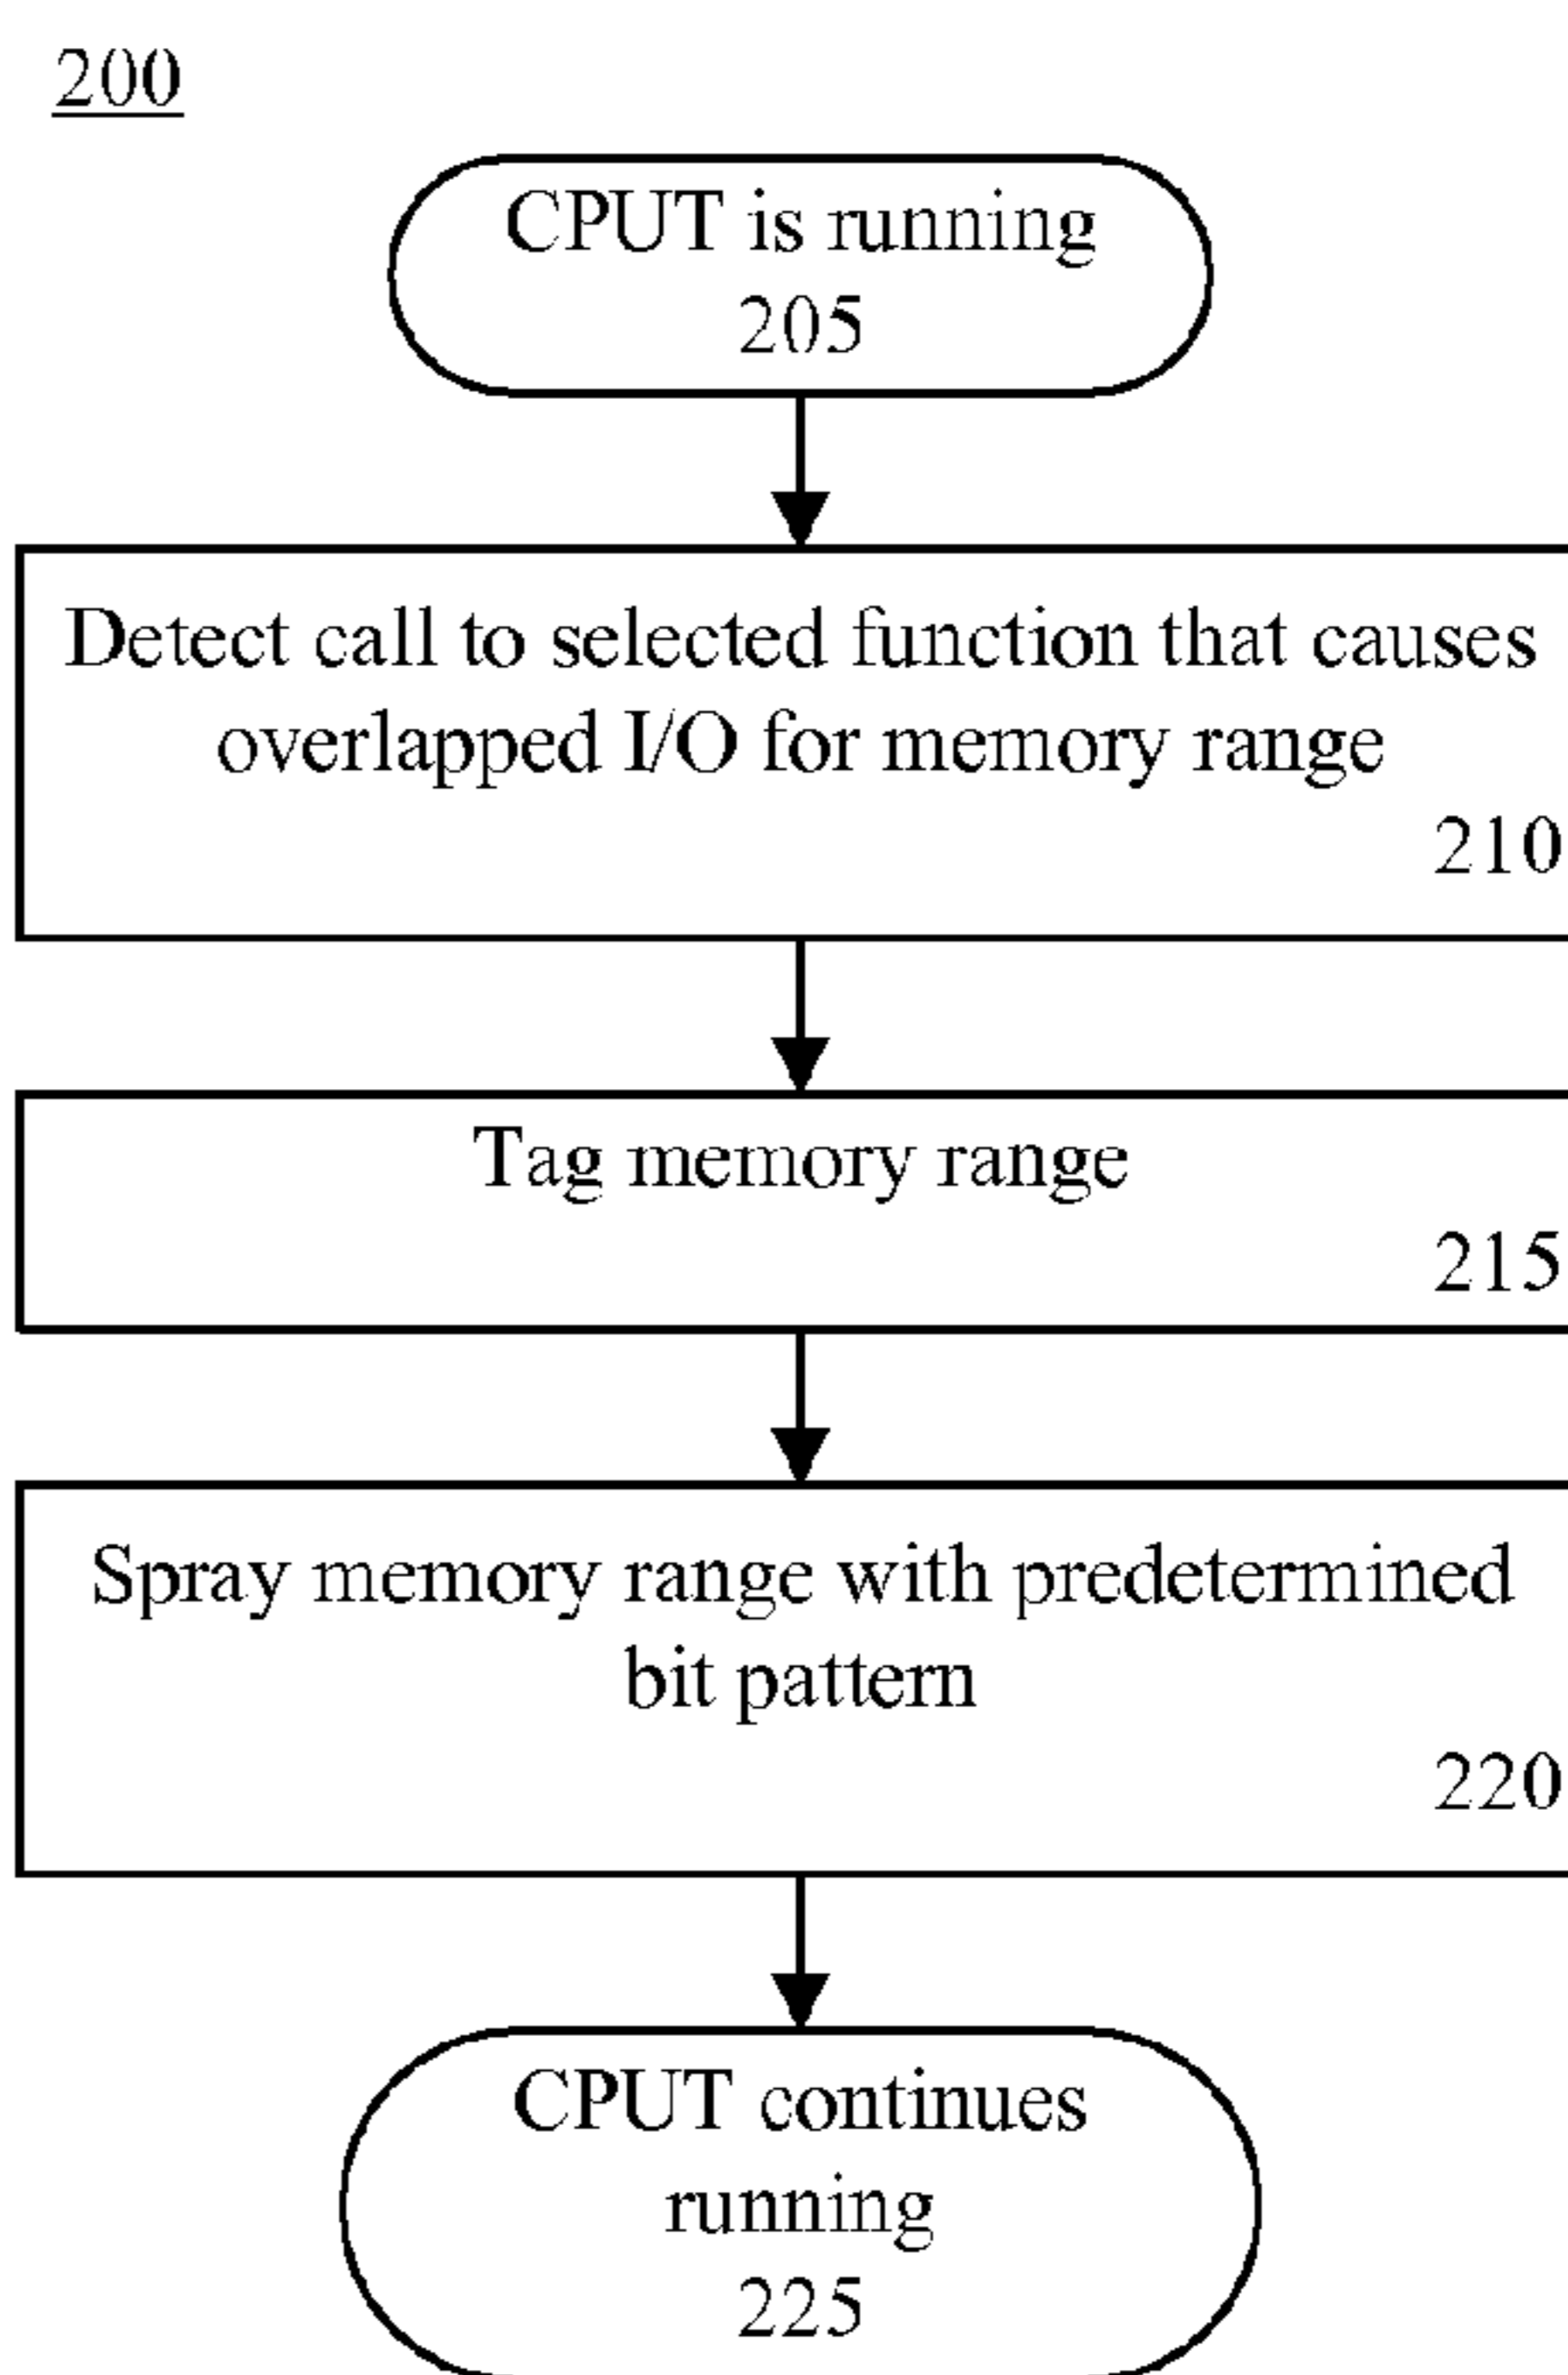 200
CPUT is running
205
Detect call to selected function that causes
overlapped I/O for memory range
210
Tag memory range
215
Spray memory range with predetermined
bit pattern
220
CPUT continues
running
225